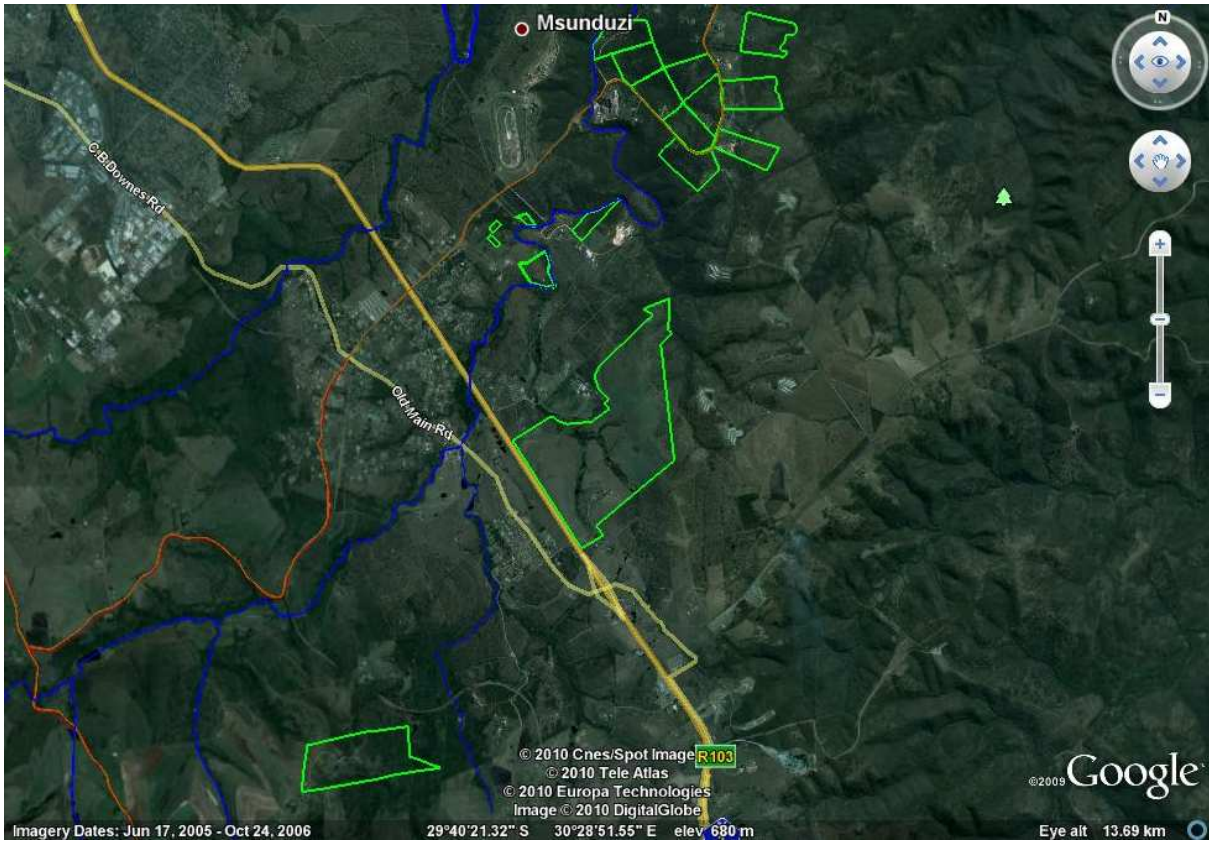 N
Msunduzi
C.B.Downes Rd
Old Main Rd
© 2010 Cnes/Spot Image
R103
© 2010 Tele Atlas
© 2010 Europa Technologies
Image © 2010 DigitalGlobe
©2009 Google
Imagery Dates: Jun 17, 2005 - Oct 24, 2006 29°40'21.32" S 30°28'51.55" E elev 680 m Eye alt 13.69 km